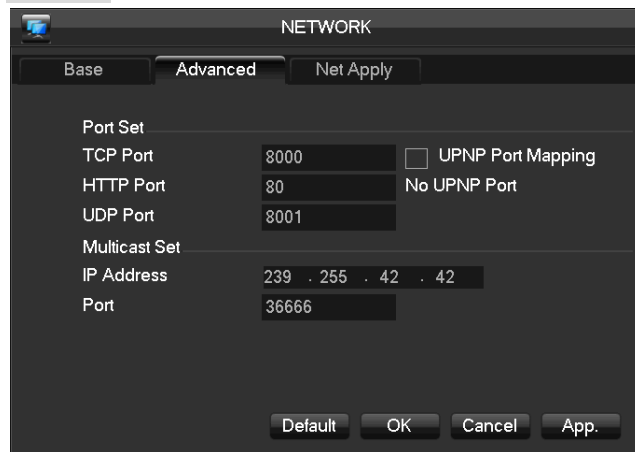 NETWORK
Base Advanced Net Apply
Port Set
TCP Port 8000 UPNP Port Mapping
HTTP Port 80 No UPNP Port
UDP Port 8001
Multicast Set
IP Address 239 . 255 . 42 . 42
Port 36666
Default OK Cancel App.